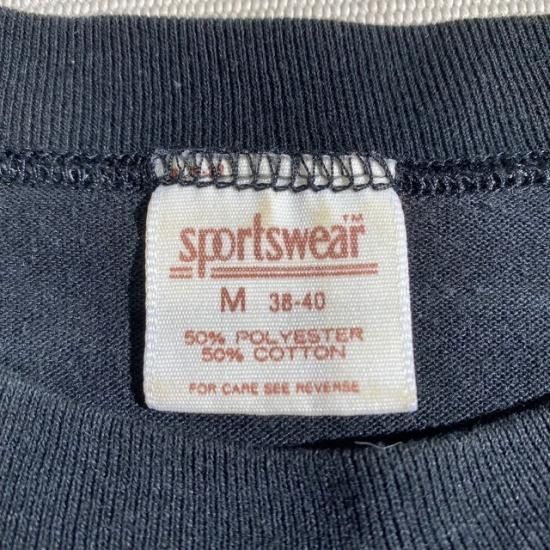 sportswear™
M 38-40
50% POLYESTER
50% COTTON
FOR CARE SEE REVERSE